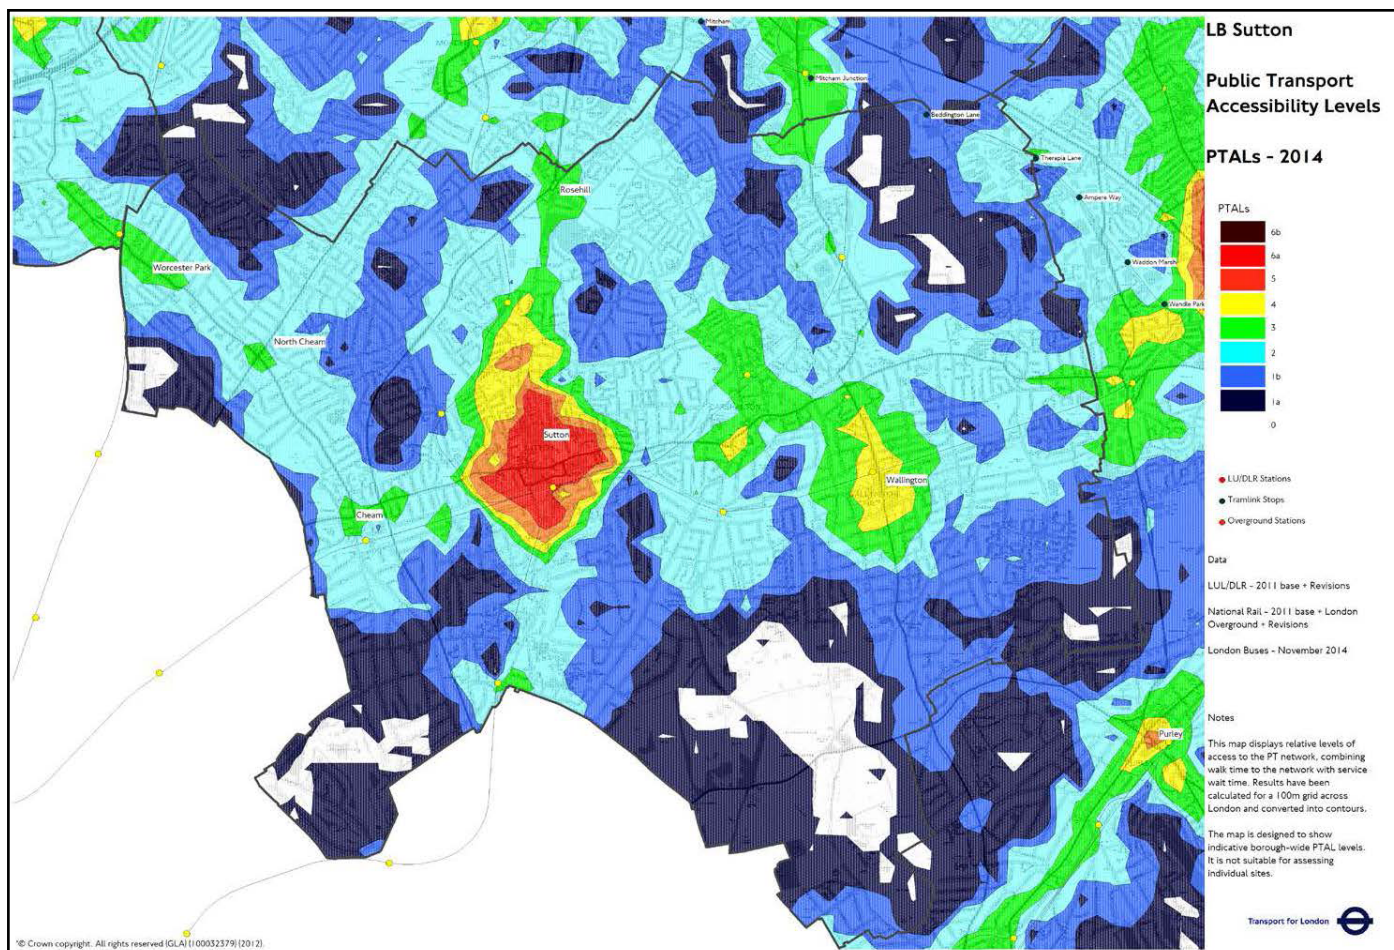 LB Sutton
Public Transport
Accessibility Levels
PTALs - 2014
PTALs
6b
6a
5
4
3
2
1b
1a
0
LU/DLR Stations
Tramlink Stops
Overground Stations
Data
LUL/DLR - 2011 base + Revisions
National Rail - 2011 base + London
Overground + Revisions
London Buses - November 2014
Notes
This map displays relative levels of
access to the PT network, combining
walk time to the network with service
wait time. Results have been
calculated for a 100m grid across
London and converted into contours.
The map is designed to show
indicative borough-wide PTAL levels.
It is not suitable for assessing
individual sites.
Transport for London
Mitcham
Mitcham Junction
Beddington Lane
Therapia Lane
Ampere Way
Waddon Marsh
Wandle Park
Rosehill
Worcester Park
North Cheam
Sutton
Cheam
Wallington
Purley
"© Crown copyright. All rights reserved (GLA) (100032379) (2012).